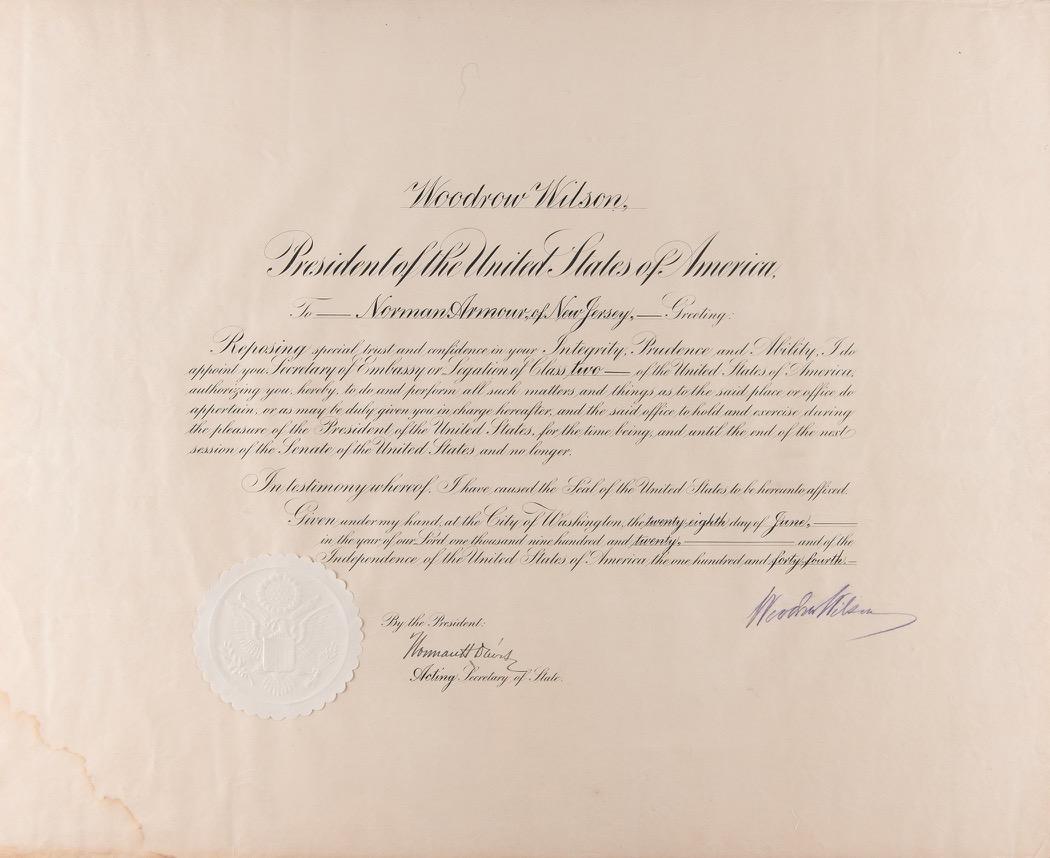 Woodrow Wilson,
President of the United States of America,
To — Norman Armour, of New Jersey, — Greeting:
Reposing special trust and confidence in your Integrity, Prudence and Ability, I do
appoint you Secretary of Embassy or Legation of Class two — of the United States of America,
authorizing you, hereby, to do and perform all such matters and things as to the said place or office do
appertain, or as may be duly given you in charge hereafter, and the said office to hold and exercise during
the pleasure of the President of the United States, for the time being, and until the end of the next
session of the Senate of the United States and no longer.
In testimony whereof, I have caused the Seal of the United States to be hereunto affixed.
Given under my hand, at the City of Washington, the twenty eighth day of June, —
in the year of our Lord one thousand nine hundred and twenty, — and of the
Independence of the United States of America the one hundred and forty fourth. —
Woodrow Wilson
By the President:
Norman H Davis
Acting Secretary of State.